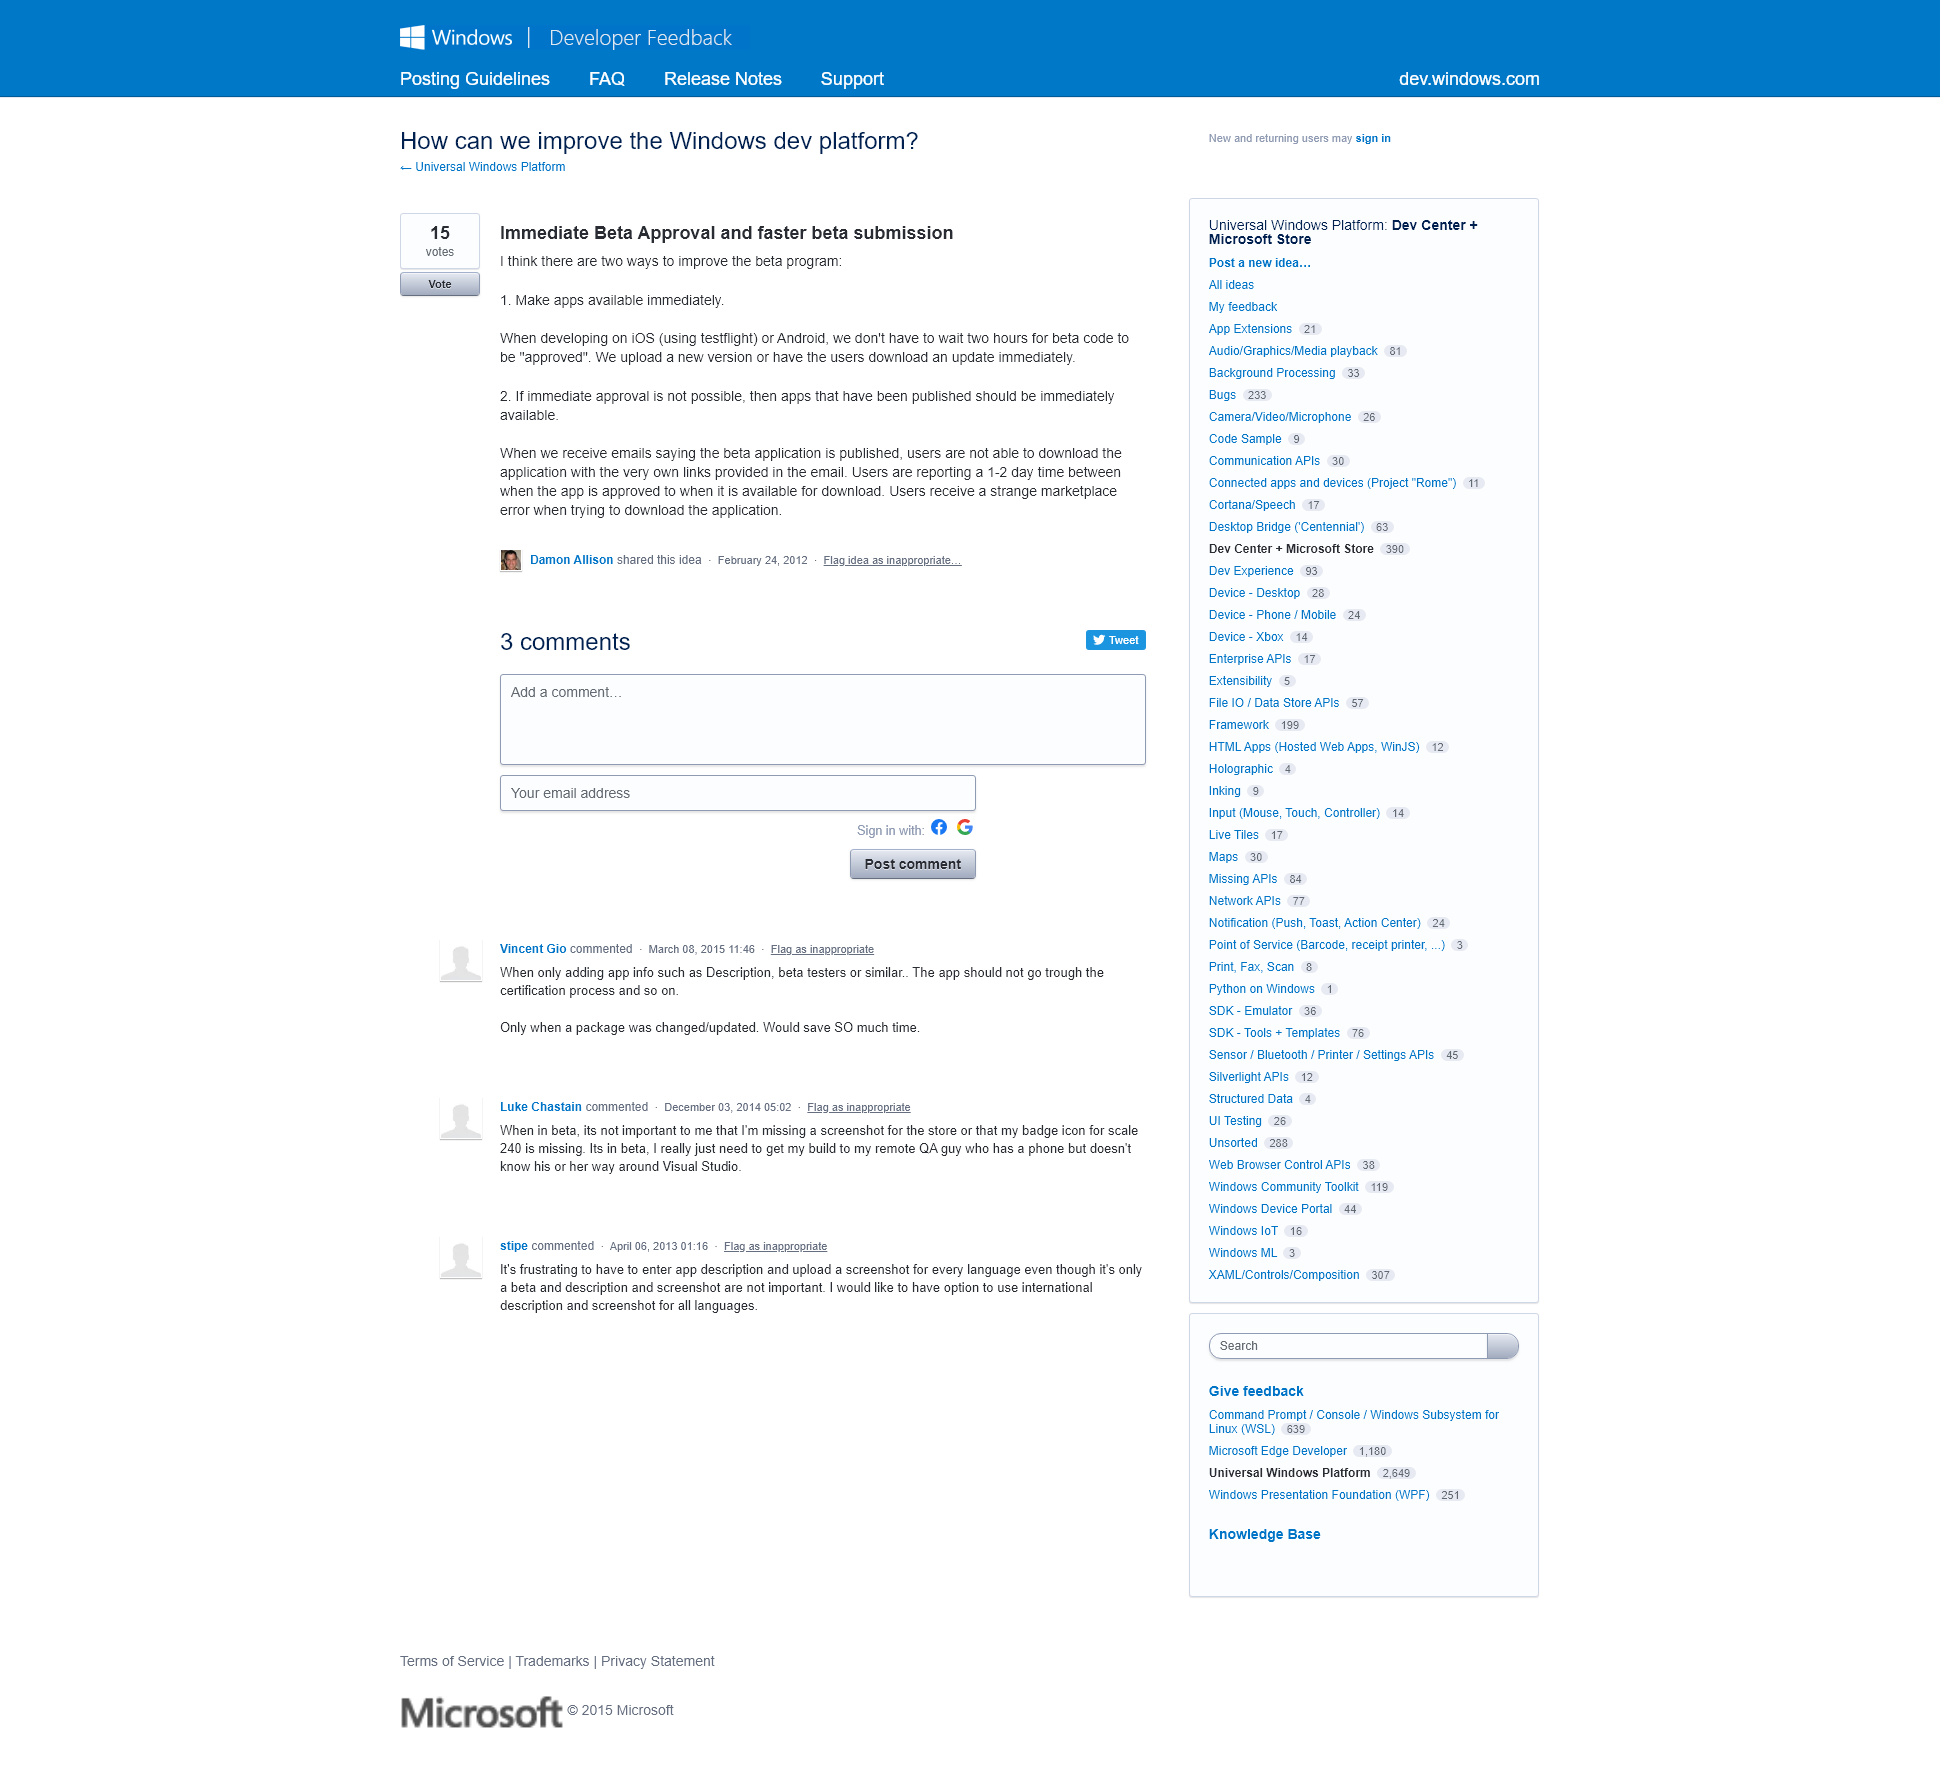 Windows | Developer Feedback
Posting Guidelines FAQ Release Notes Support dev.windows.com
How can we improve the Windows dev platform?
← Universal Windows Platform
New and returning users may sign in
15
votes
Vote
Immediate Beta Approval and faster beta submission
I think there are two ways to improve the beta program:
1. Make apps available immediately.
When developing on iOS (using testflight) or Android, we don't have to wait two hours for beta code to
be "approved". We upload a new version or have the users download an update immediately.
2. If immediate approval is not possible, then apps that have been published should be immediately
available.
When we receive emails saying the beta application is published, users are not able to download the
application with the very own links provided in the email. Users are reporting a 1-2 day time between
when the app is approved to when it is available for download. Users receive a strange marketplace
error when trying to download the application.
Damon Allison shared this idea · February 24, 2012 · Flag idea as inappropriate…
3 comments
Tweet
Add a comment…
Your email address
Sign in with:
Post comment
Vincent Gio commented · March 08, 2015 11:46 · Flag as inappropriate
When only adding app info such as Description, beta testers or similar.. The app should not go trough the
certification process and so on.
Only when a package was changed/updated. Would save SO much time.
Luke Chastain commented · December 03, 2014 05:02 · Flag as inappropriate
When in beta, its not important to me that I'm missing a screenshot for the store or that my badge icon for scale
240 is missing. Its in beta, I really just need to get my build to my remote QA guy who has a phone but doesn't
know his or her way around Visual Studio.
stipe commented · April 06, 2013 01:16 · Flag as inappropriate
It's frustrating to have to enter app description and upload a screenshot for every language even though it's only
a beta and description and screenshot are not important. I would like to have option to use international
description and screenshot for all languages.
Universal Windows Platform: Dev Center +
Microsoft Store
Post a new idea…
All ideas
My feedback
App Extensions 21
Audio/Graphics/Media playback 81
Background Processing 33
Bugs 233
Camera/Video/Microphone 26
Code Sample 9
Communication APIs 30
Connected apps and devices (Project "Rome") 11
Cortana/Speech 17
Desktop Bridge ('Centennial') 63
Dev Center + Microsoft Store 390
Dev Experience 93
Device - Desktop 28
Device - Phone / Mobile 24
Device - Xbox 14
Enterprise APIs 17
Extensibility 5
File IO / Data Store APIs 57
Framework 199
HTML Apps (Hosted Web Apps, WinJS) 12
Holographic 4
Inking 9
Input (Mouse, Touch, Controller) 14
Live Tiles 17
Maps 30
Missing APIs 84
Network APIs 77
Notification (Push, Toast, Action Center) 24
Point of Service (Barcode, receipt printer, ...) 3
Print, Fax, Scan 8
Python on Windows 1
SDK - Emulator 36
SDK - Tools + Templates 76
Sensor / Bluetooth / Printer / Settings APIs 45
Silverlight APIs 12
Structured Data 4
UI Testing 26
Unsorted 288
Web Browser Control APIs 38
Windows Community Toolkit 119
Windows Device Portal 44
Windows IoT 16
Windows ML 3
XAML/Controls/Composition 307
Search
Give feedback
Command Prompt / Console / Windows Subsystem for
Linux (WSL) 639
Microsoft Edge Developer 1,180
Universal Windows Platform 2,649
Windows Presentation Foundation (WPF) 251
Knowledge Base
Terms of Service | Trademarks | Privacy Statement
Microsoft © 2015 Microsoft